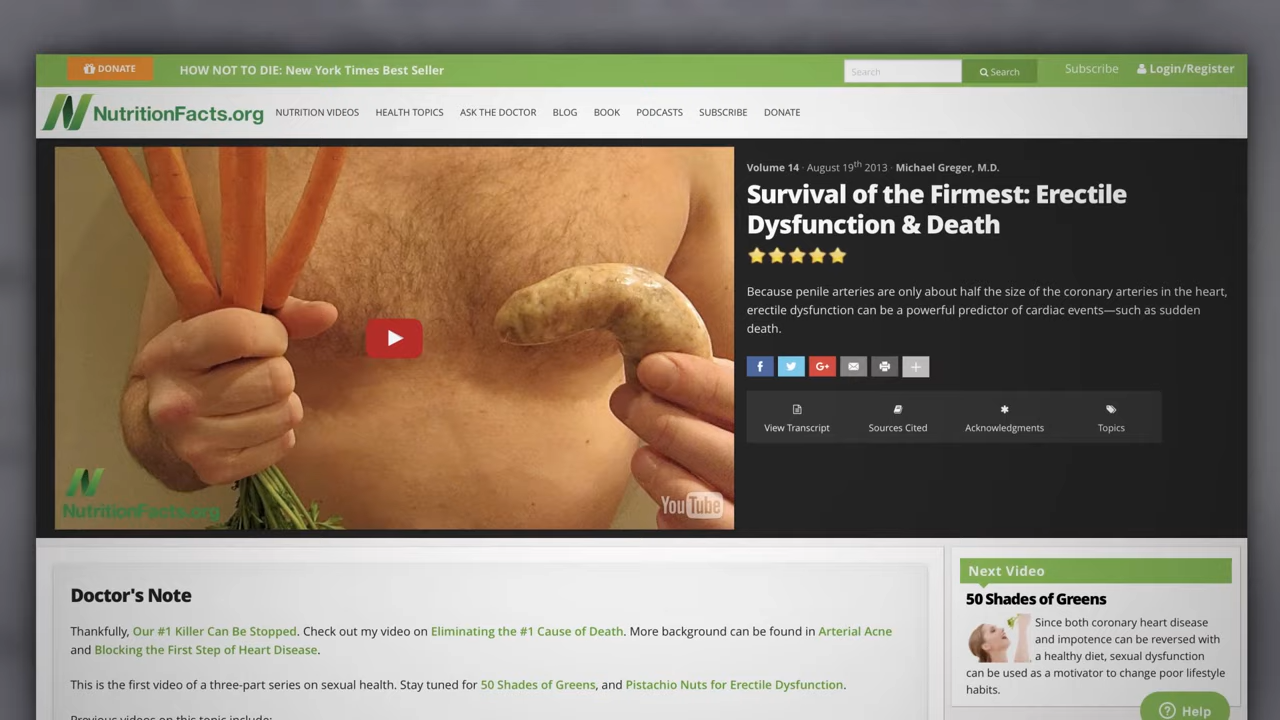 DONATE
HOW NOT TO DIE: New York Times Best Seller
Search
Search
Subscribe
Login/Register
NutritionFacts.org
NUTRITION VIDEOS
HEALTH TOPICS
ASK THE DOCTOR
BLOG
BOOK
PODCASTS
SUBSCRIBE
DONATE
Volume 14 · August 19th 2013 · Michael Greger, M.D.
Survival of the Firmest: Erectile
Dysfunction & Death
Because penile arteries are only about half the size of the coronary arteries in the heart,
erectile dysfunction can be a powerful predictor of cardiac events—such as sudden
death.
View Transcript
Sources Cited
Acknowledgments
Topics
NutritionFacts.org
YouTube
Doctor's Note
Thankfully, Our #1 Killer Can Be Stopped. Check out my video on Eliminating the #1 Cause of Death. More background can be found in Arterial Acne
and Blocking the First Step of Heart Disease.
This is the first video of a three-part series on sexual health. Stay tuned for 50 Shades of Greens, and Pistachio Nuts for Erectile Dysfunction.
Previous videos on this topic include:
Next Video
50 Shades of Greens
Since both coronary heart disease
and impotence can be reversed with
a healthy diet, sexual dysfunction
can be used as a motivator to change poor lifestyle
habits.
Help